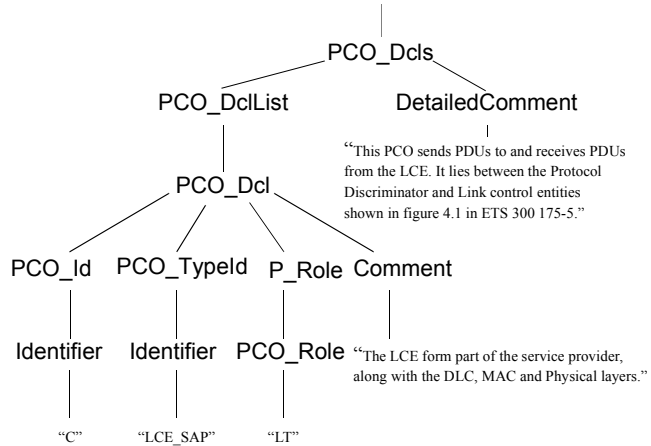 PCO_Dcls
PCO_DclList DetailedComment
“This PCO sends PDUs to and receives PDUs
from the LCE. It lies between the Protocol
Discriminator and Link control entities
shown in figure 4.1 in ETS 300 175-5.”
PCO_Dcl
PCO_Id PCO_TypeId P_Role Comment
Identifier Identifier PCO_Role
“The LCE form part of the service provider,
along with the DLC, MAC and Physical layers.”
“C” “LCE_SAP” “LT”